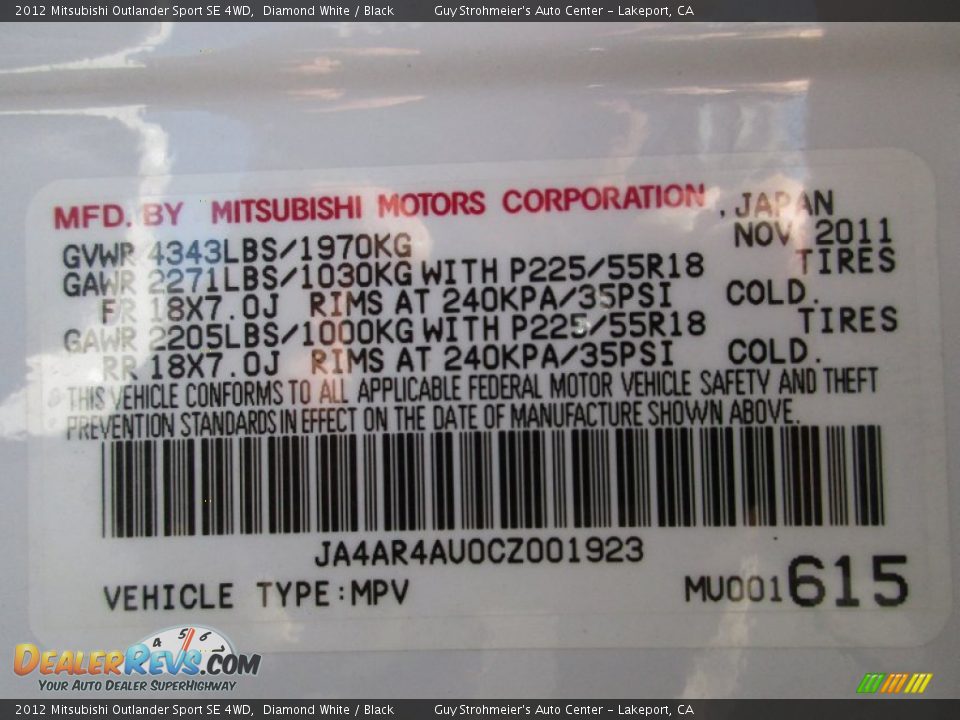 2012 Mitsubishi Outlander Sport SE 4WD, Diamond White / Black Guy Strohmeier's Auto Center - Lakeport, CA
MFD. BY MITSUBISHI MOTORS CORPORATION , JAPAN
GVWR 4343LBS/1970KG NOV 2011
GAWR 2271LBS/1030KG WITH P225/55R18 TIRES
FR 18X7.0J RIMS AT 240KPA/35PSI COLD.
GAWR 2205LBS/1000KG WITH P225/55R18 TIRES
RR 18X7.0J RIMS AT 240KPA/35PSI COLD.
THIS VEHICLE CONFORMS TO ALL APPLICABLE FEDERAL MOTOR VEHICLE SAFETY AND THEFT
PREVENTION STANDARDS IN EFFECT ON THE DATE OF MANUFACTURE SHOWN ABOVE.
JA4AR4AU0CZ001923
VEHICLE TYPE:MPV MU001615
4 5 6
DEALERREVS.COM
YOUR AUTO DEALER SUPERHIGHWAY
2012 Mitsubishi Outlander Sport SE 4WD, Diamond White / Black Guy Strohmeier's Auto Center - Lakeport, CA